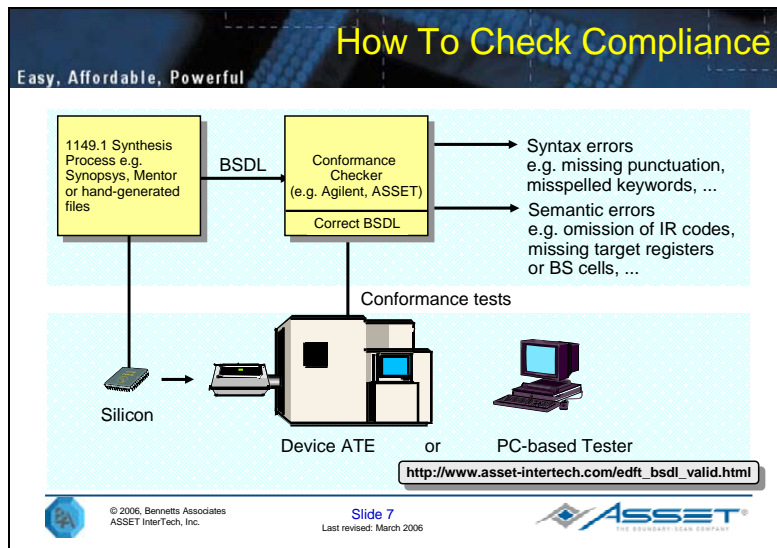 How To Check Compliance
Easy, Affordable, Powerful
1149.1 Synthesis
Process e.g.
Synopsys, Mentor
or hand-generated
files
BSDL
Conformance
Checker
(e.g. Agilent, ASSET)
Correct BSDL
Syntax errors
e.g. missing punctuation,
misspelled keywords, ...
Semantic errors
e.g. omission of IR codes,
missing target registers
or BS cells, ...
Conformance tests
Silicon
Device ATE or PC-based Tester
http://www.asset-intertech.com/edft_bsdl_valid.html
© 2006, Bennetts Associates
ASSET InterTech, Inc.
Slide 7
Last revised: March 2006
ASSET®
THE BOUNDARY-SCAN COMPANY